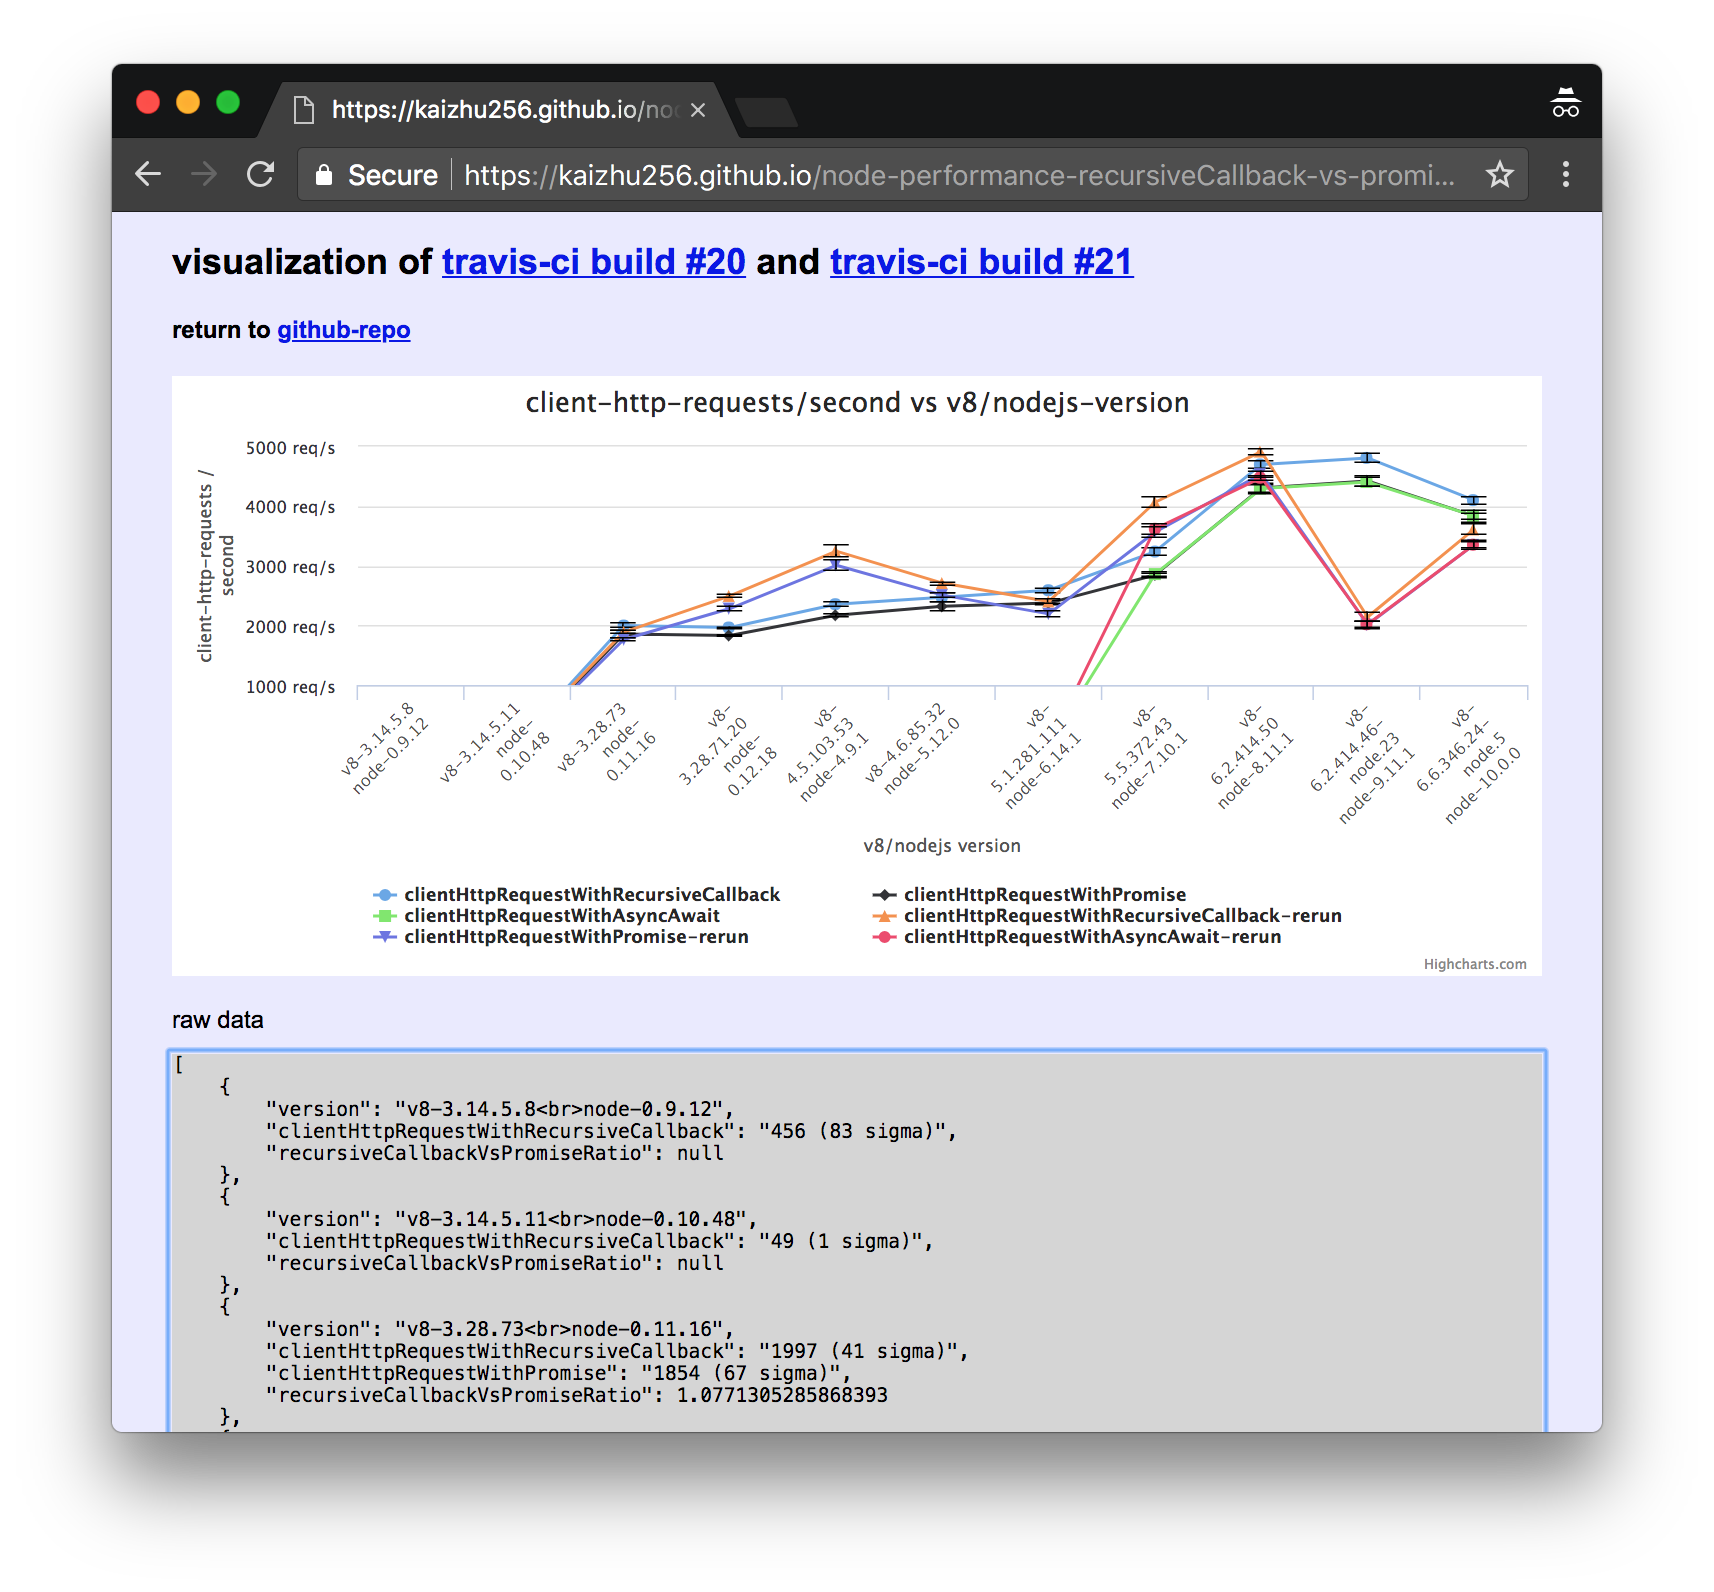 https://kaizhu256.github.io/noc
Secure https://kaizhu256.github.io/node-performance-recursiveCallback-vs-promi...
visualization of travis-ci build #20 and travis-ci build #21
return to github-repo
client-http-requests/second vs v8/nodejs-version
client-http-requests /
second
5000 req/s
4000 req/s
3000 req/s
2000 req/s
1000 req/s
v8-3.14.5.8
node-0.9.12
v8-3.14.5.11
node-
0.10.48
v8-3.28.73
node-
0.11.16
v8-
3.28.71.20
node-
0.12.18
v8-
4.5.103.53
node-4.9.1
v8-4.6.85.32
node-5.12.0
v8-
5.1.281.111
node-6.14.1
v8-
5.5.372.43
node-7.10.1
v8-
6.2.414.50
node-8.11.1
v8-
6.2.414.46-
node.23
node-9.11.1
v8-
6.6.346.24-
node.5
node-10.0.0
v8/nodejs version
clientHttpRequestWithRecursiveCallback
clientHttpRequestWithPromise
clientHttpRequestWithAsyncAwait
clientHttpRequestWithRecursiveCallback-rerun
clientHttpRequestWithPromise-rerun
clientHttpRequestWithAsyncAwait-rerun
Highcharts.com
raw data
[
{
"version": "v8-3.14.5.8<br>node-0.9.12",
"clientHttpRequestWithRecursiveCallback": "456 (83 sigma)",
"recursiveCallbackVsPromiseRatio": null
},
{
"version": "v8-3.14.5.11<br>node-0.10.48",
"clientHttpRequestWithRecursiveCallback": "49 (1 sigma)",
"recursiveCallbackVsPromiseRatio": null
},
{
"version": "v8-3.28.73<br>node-0.11.16",
"clientHttpRequestWithRecursiveCallback": "1997 (41 sigma)",
"clientHttpRequestWithPromise": "1854 (67 sigma)",
"recursiveCallbackVsPromiseRatio": 1.0771305285868393
},